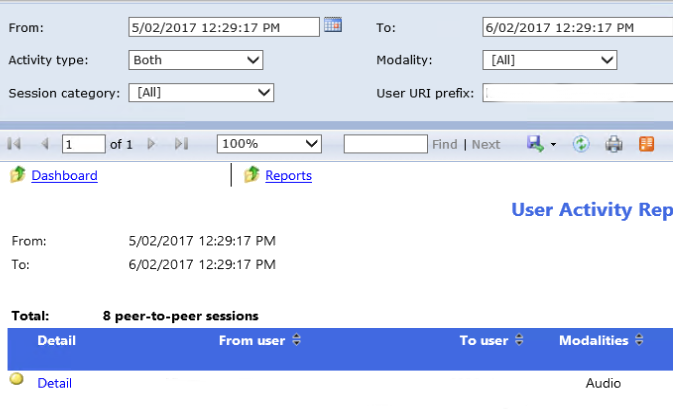 From: 5/02/2017 12:29:17 PM To: 6/02/2017 12:29:17 PM
Activity type: Both Modality: [All]
Session category: [All] User URI prefix:
1 of 1 100% Find | Next
Dashboard Reports
User Activity Rep
From: 5/02/2017 12:29:17 PM
To: 6/02/2017 12:29:17 PM
Total: 8 peer-to-peer sessions
Detail From user To user Modalities
Detail Audio